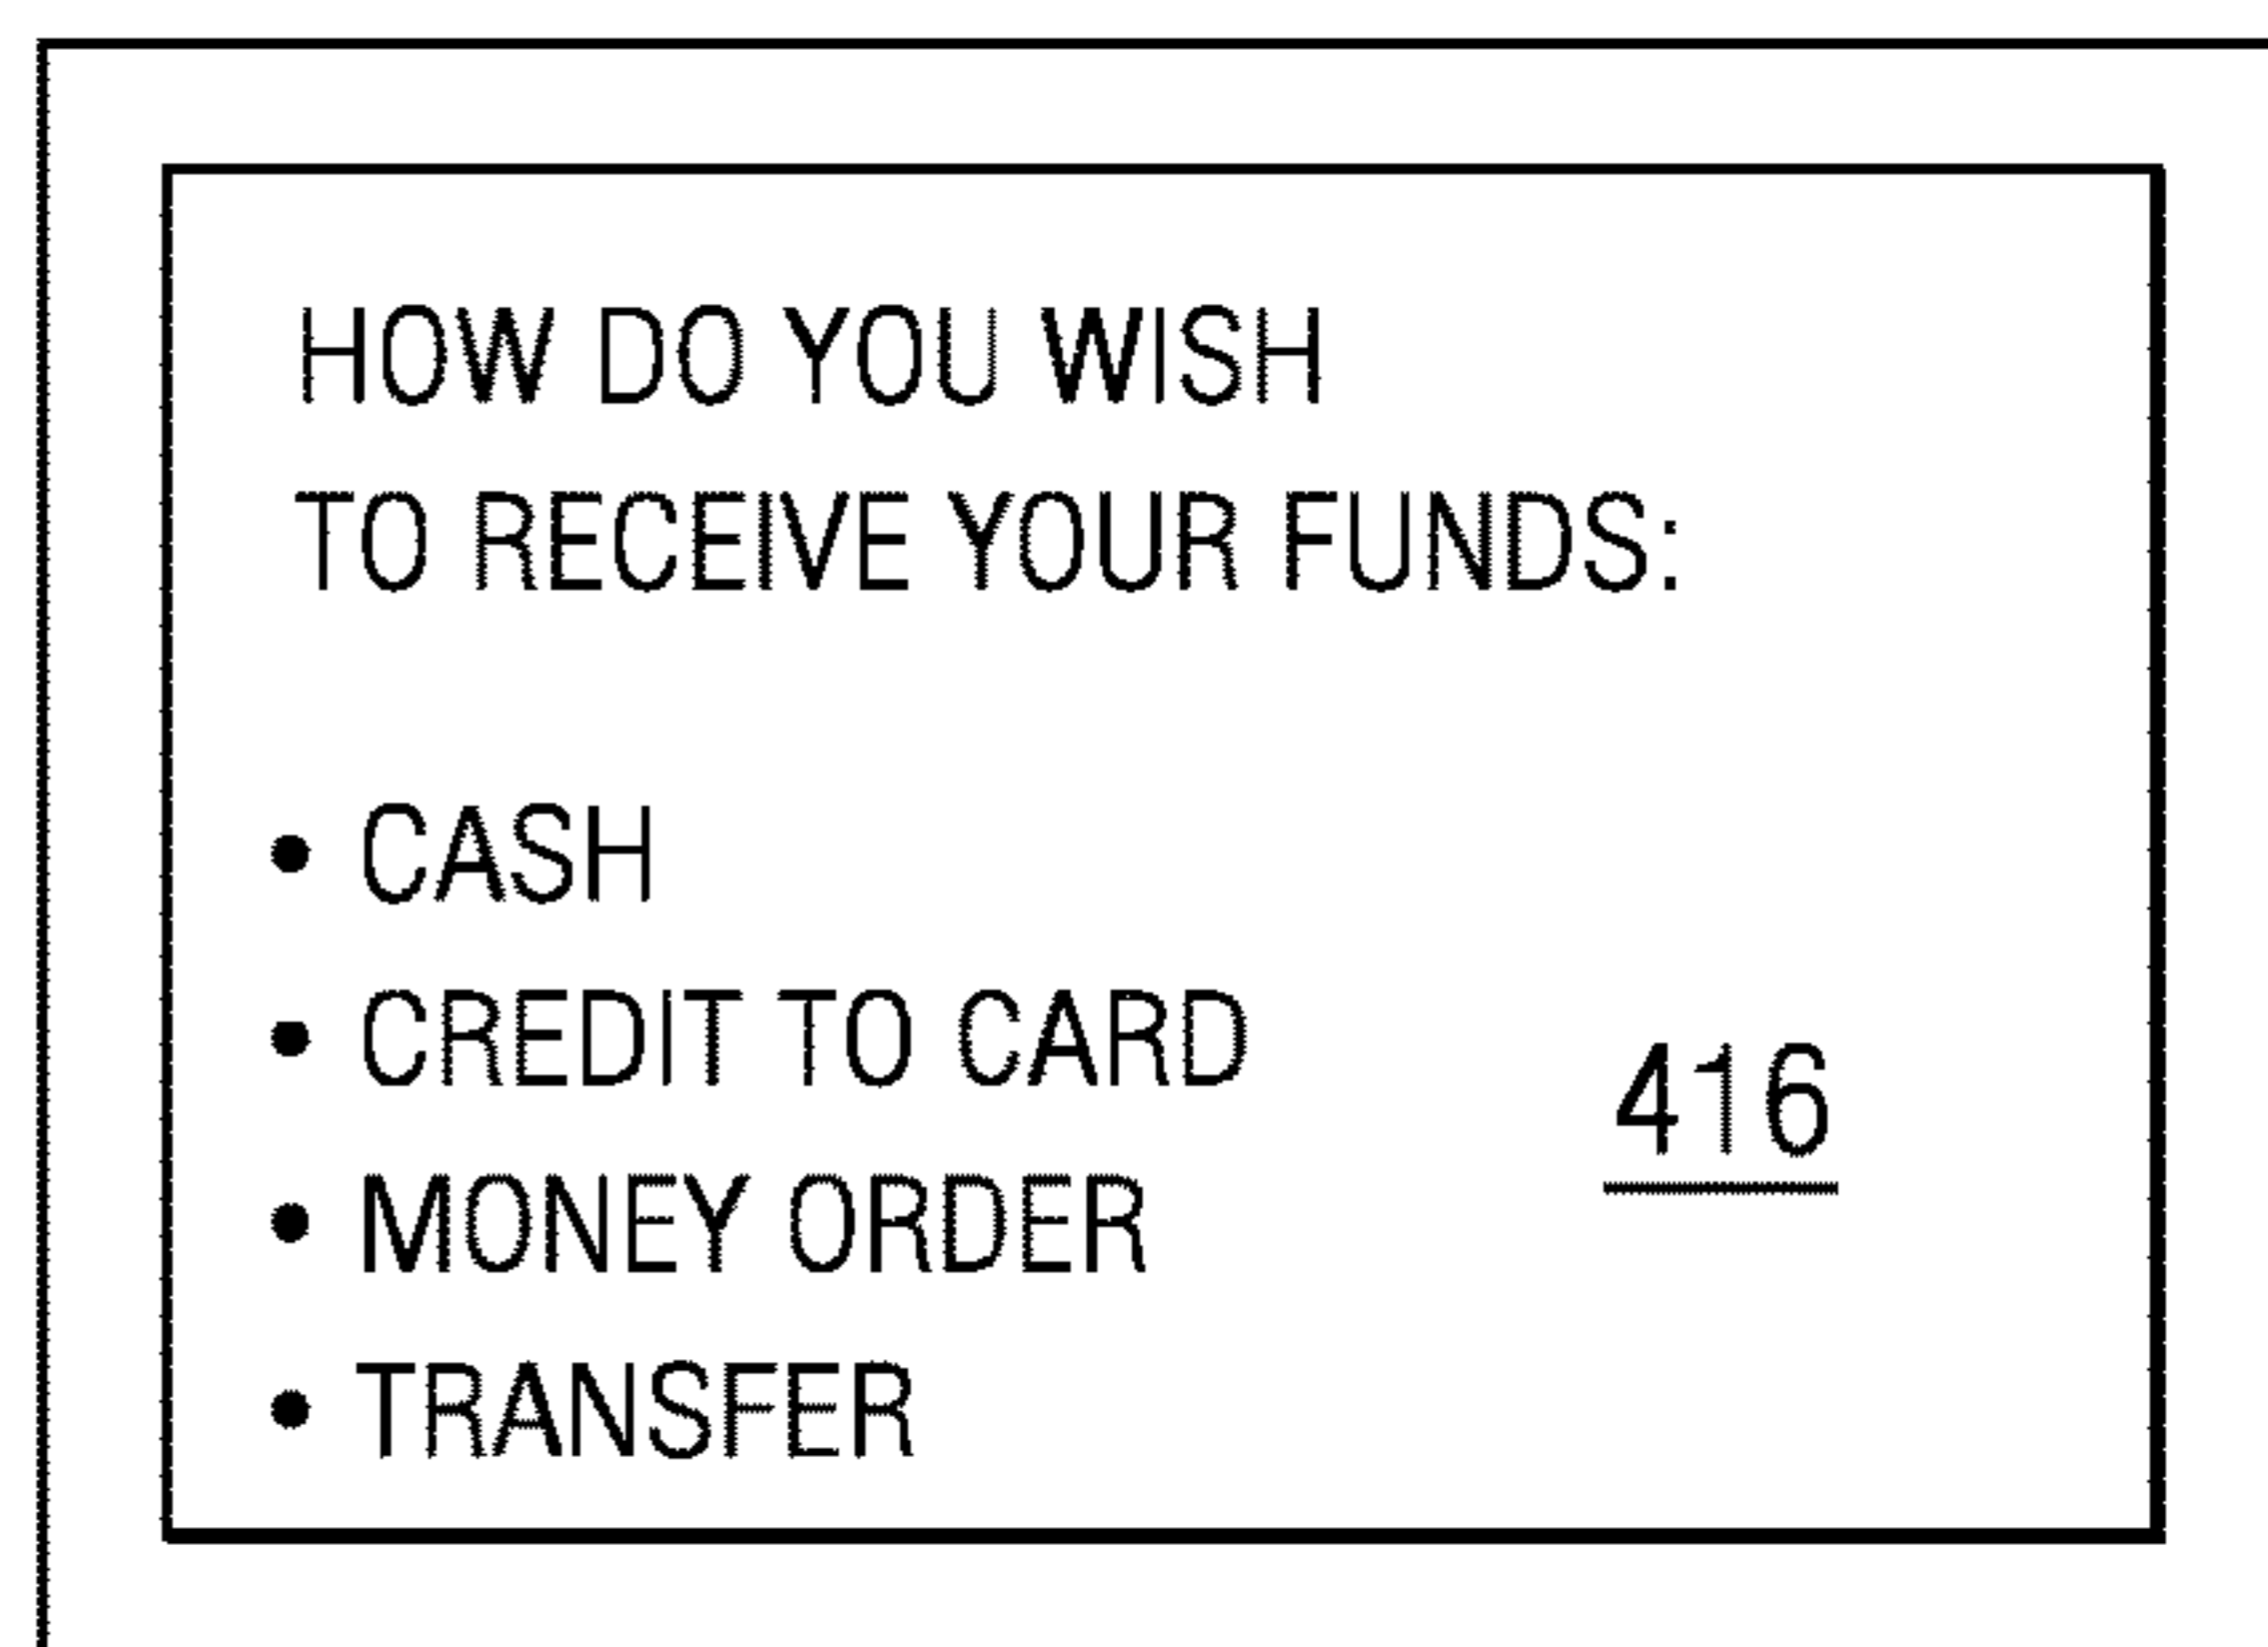 HOW DO YOU WISH
TO RECEIVE YOUR FUNDS:
• CASH
• CREDIT TO CARD
• MONEY ORDER
• TRANSFER
416